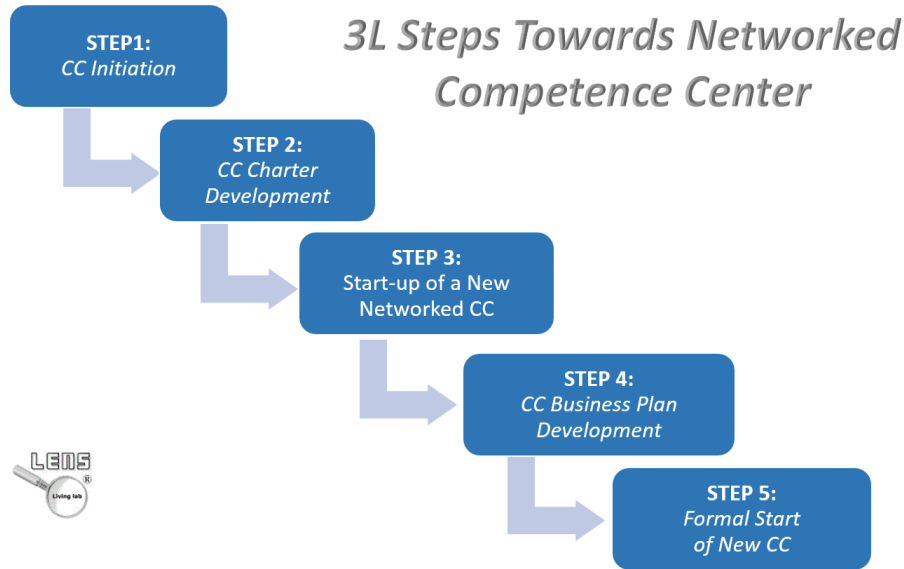 3L Steps Towards Networked
Competence Center
STEP1:
CC Initiation
STEP 2:
CC Charter
Development
STEP 3:
Start-up of a New
Networked CC
STEP 4:
CC Business Plan
Development
STEP 5:
Formal Start
of New CC
LENS
®
Living lab